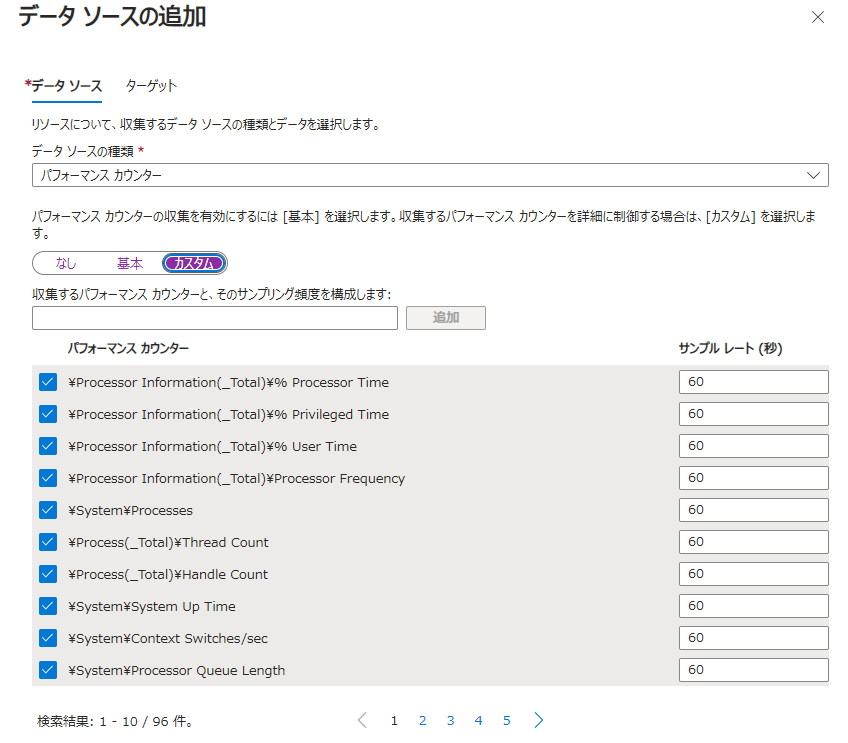 データ ソースの追加
*データ ソース ターゲット
リソースについて、収集するデータ ソースの種類とデータを選択します。
データ ソースの種類 *
パフォーマンス カウンター
パフォーマンス カウンターの収集を有効にするには [基本] を選択します。収集するパフォーマンス カウンターを詳細に制御する場合は、[カスタム] を選択しま
す。
なし 基本 カスタム
収集するパフォーマンス カウンターと、そのサンプリング頻度を構成します:
追加
パフォーマンス カウンター サンプル レート (秒)
¥Processor Information(_Total)¥% Processor Time 60
¥Processor Information(_Total)¥% Privileged Time 60
¥Processor Information(_Total)¥% User Time 60
¥Processor Information(_Total)¥Processor Frequency 60
¥System¥Processes 60
¥Process(_Total)¥Thread Count 60
¥Process(_Total)¥Handle Count 60
¥System¥System Up Time 60
¥System¥Context Switches/sec 60
¥System¥Processor Queue Length 60
検索結果: 1 - 10 / 96 件。 1 2 3 4 5